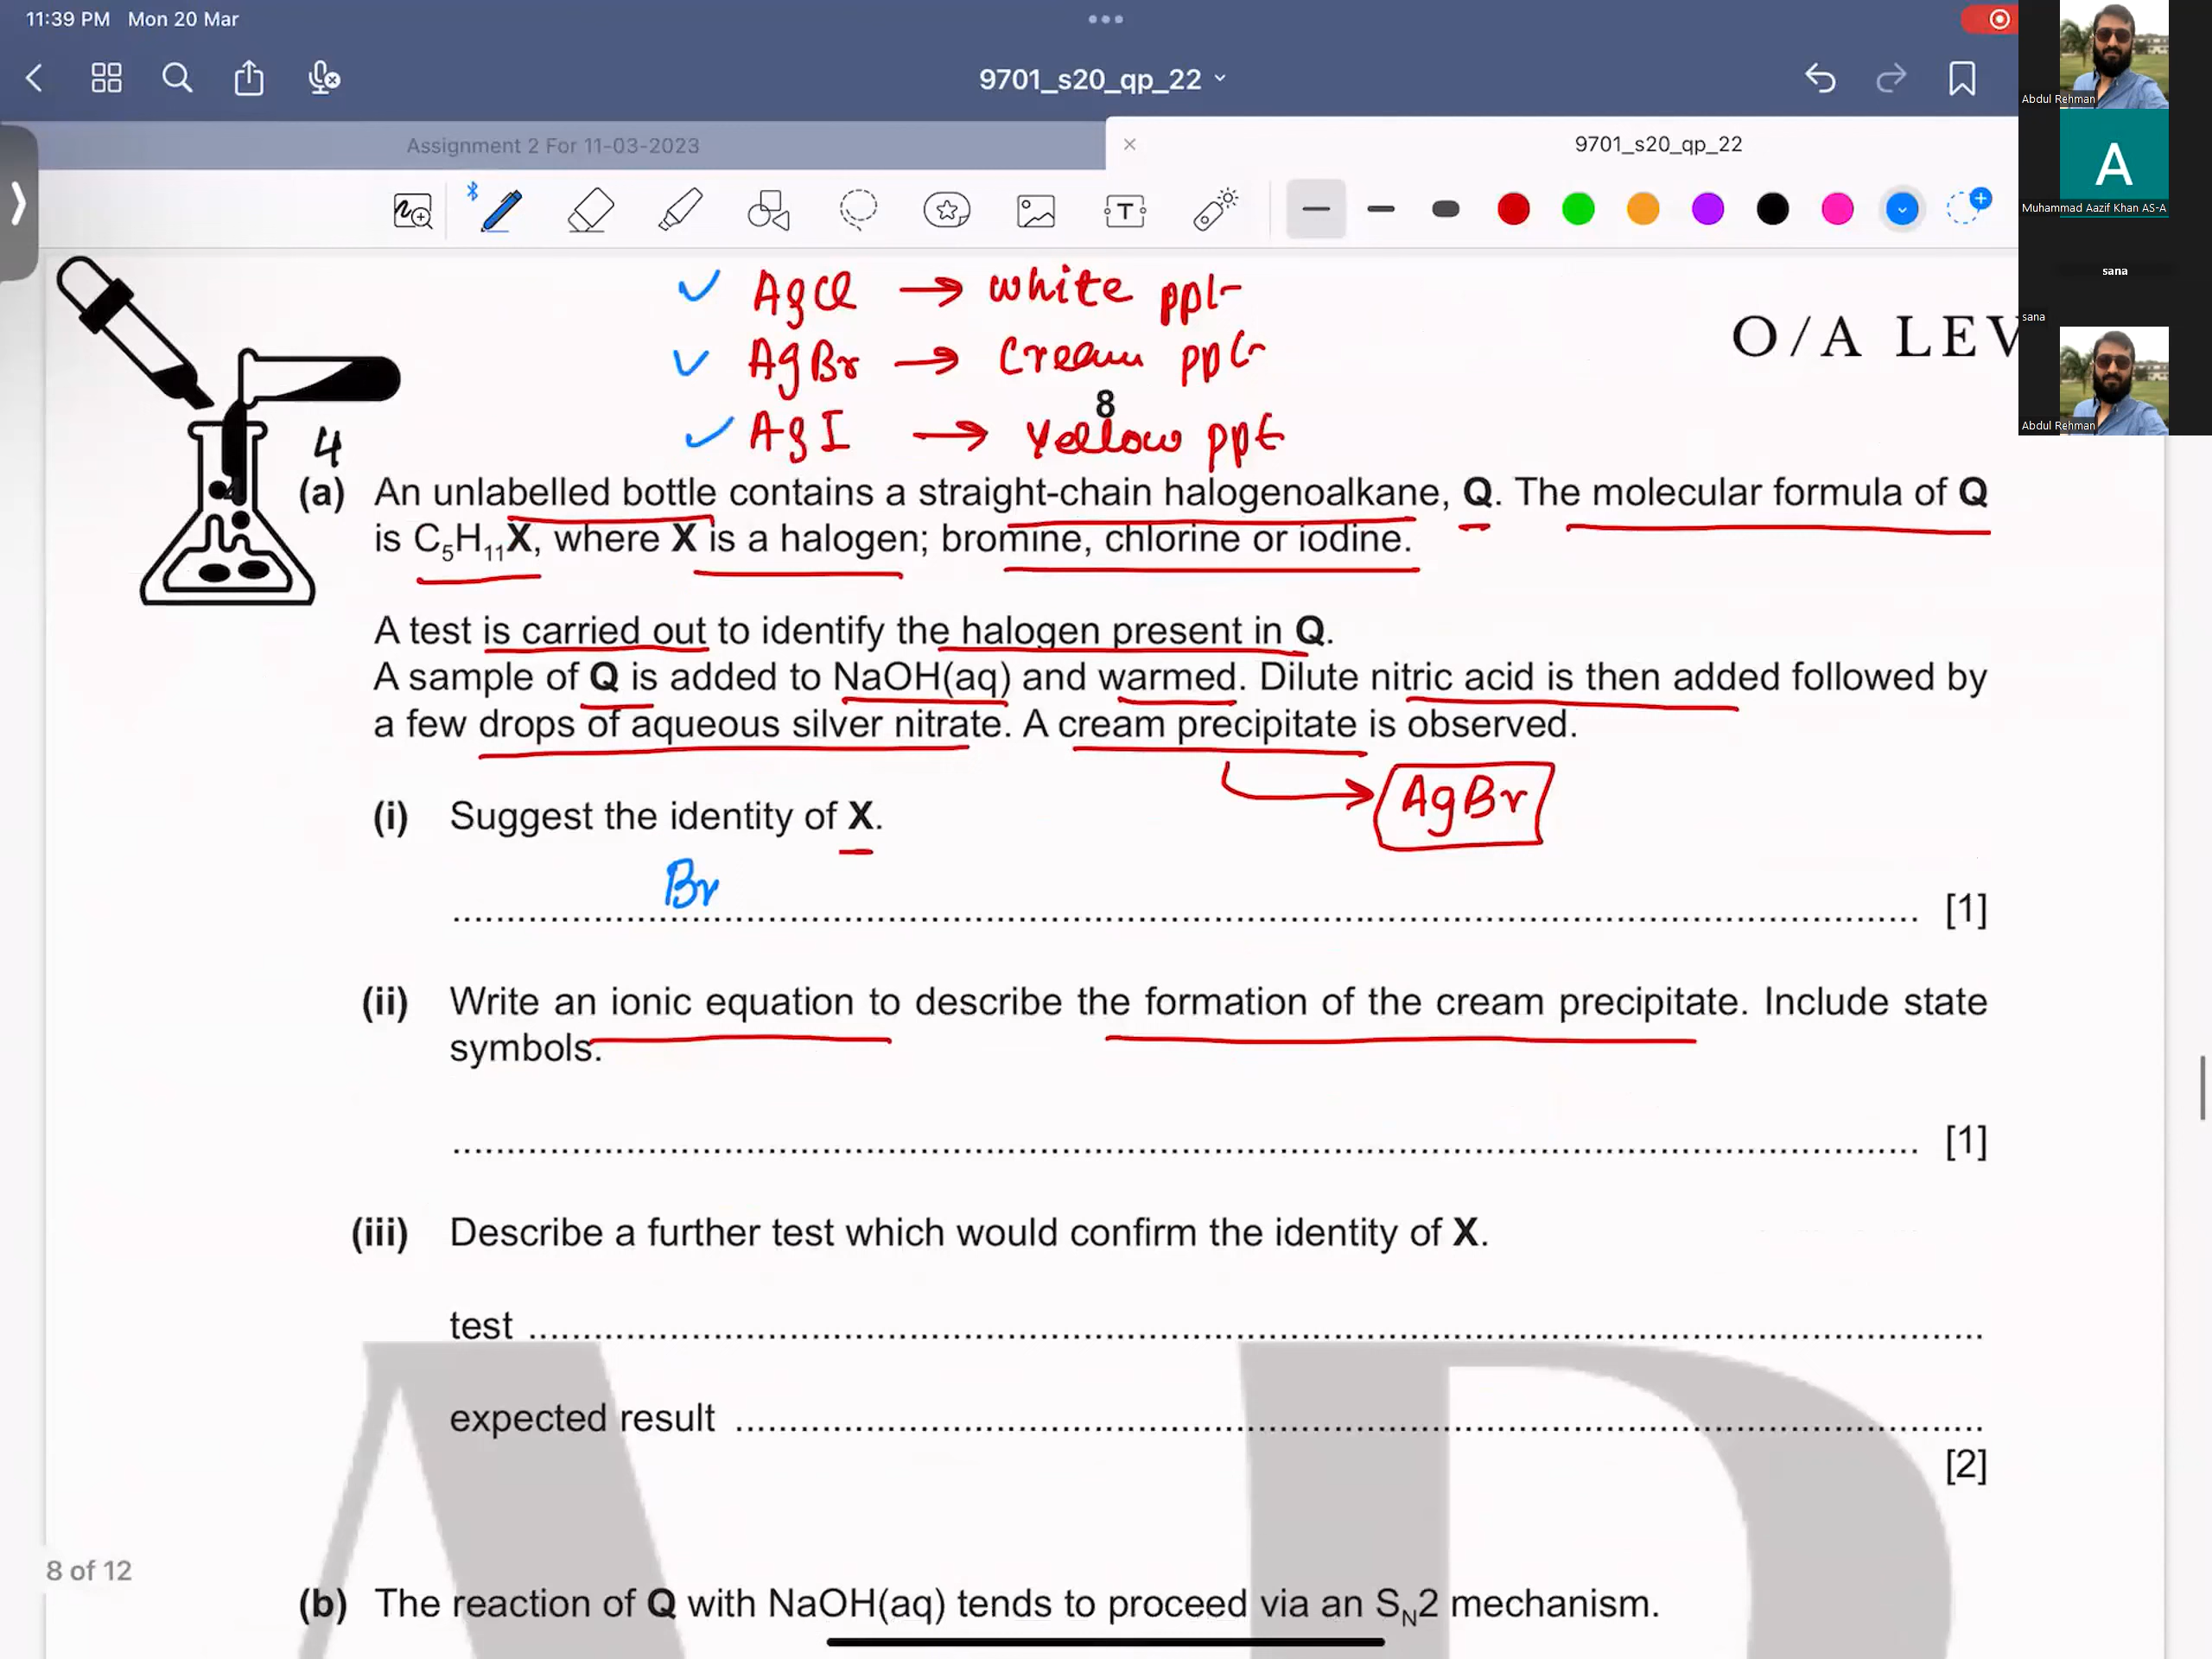 11:39 PM Mon 20 Mar
9701_s20_qp_22
Assignment 2 For 11-03-2023
9701_s20_qp_22
Abdul Rehman
A
Muhammad Aazif Khan AS-A
sana
sana
Abdul Rehman
AgCl → white ppt
AgBr → Cream ppt
AgI → Yellow ppt
O/A LEV
8
4
(a) An unlabelled bottle contains a straight-chain halogenoalkane, Q. The molecular formula of Q
is C5H11X, where X is a halogen; bromine, chlorine or iodine.
A test is carried out to identify the halogen present in Q.
A sample of Q is added to NaOH(aq) and warmed. Dilute nitric acid is then added followed by
a few drops of aqueous silver nitrate. A cream precipitate is observed.
AgBr
(i) Suggest the identity of X.
Br
[1]
(ii) Write an ionic equation to describe the formation of the cream precipitate. Include state
symbols.
[1]
(iii) Describe a further test which would confirm the identity of X.
test
expected result
[2]
8 of 12
(b) The reaction of Q with NaOH(aq) tends to proceed via an SN2 mechanism.